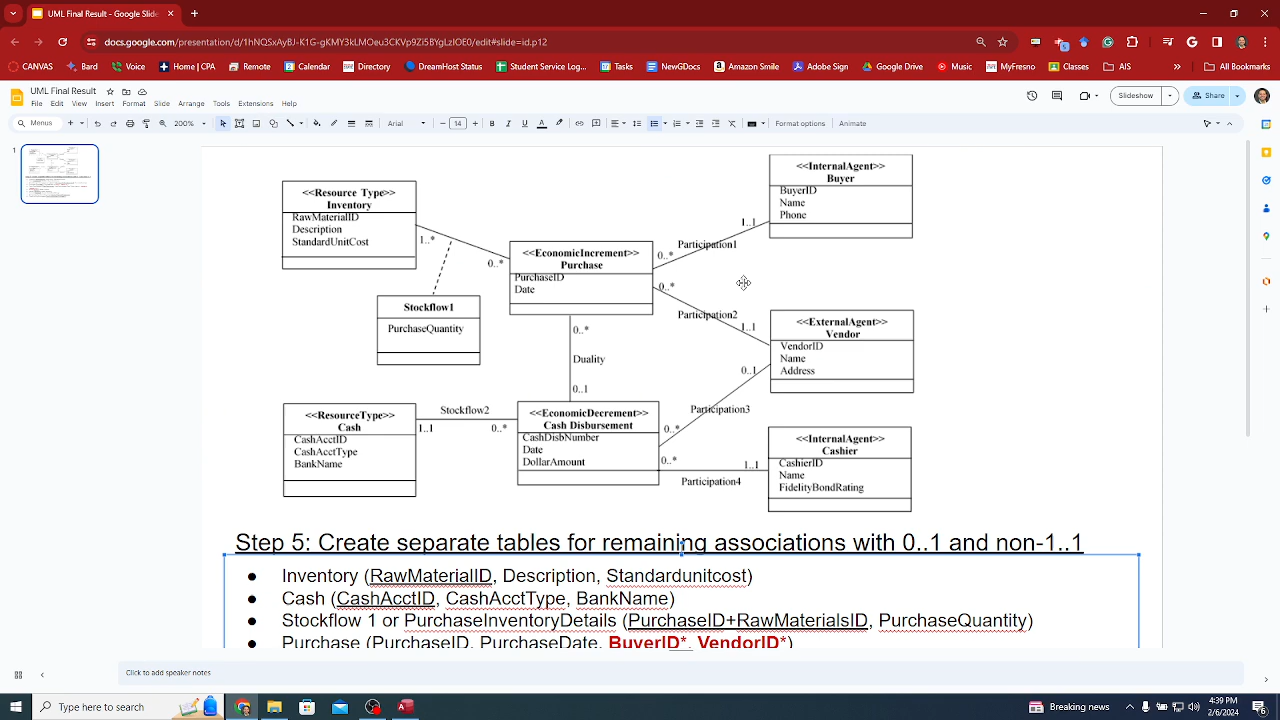 UML Final Result - Google Slide
docs.google.com/presentation/d/1hNQSxAyBJ-K1G-gKMY3kLMOeu3CKVp9Zi5BYgLzlOE0/edit#slide=id.p12
CANVAS Bard Voice Home | CPA Remote Calendar Directory DreamHost Status Student Service Log... Tasks NewGDocs Amazon Smile Adobe Sign Google Drive Music MyFresno Classes AIS » All Bookmarks
UML Final Result
File Edit View Insert Format Slide Arrange Tools Extensions Help
Slideshow Share
Menus 200% Arial 14 B I U A Format options Animate
1
<<Resource Type>>
Inventory
RawMaterialID
Description
StandardUnitCost
1..*
0..*
Stockflow1
PurchaseQuantity
<<EconomicIncrement>>
Purchase
PurchaseID
Date
<<InternalAgent>>
Buyer
BuyerID
Name
Phone
1..1
Participation1
0..*
0..*
Participation2
1..1
<<ExternalAgent>>
Vendor
VendorID
Name
Address
0..*
Duality
0..1
0..1
Participation3
0..*
<<ResourceType>>
Cash
CashAcctID
CashAcctType
BankName
Stockflow2
1..1
0..*
<<EconomicDecrement>>
Cash Disbursement
CashDisbNumber
Date
DollarAmount
0..*
1..1
Participation4
<<InternalAgent>>
Cashier
CashierID
Name
FidelityBondRating
Step 5: Create separate tables for remaining associations with 0..1 and non-1..1
● Inventory (RawMaterialID, Description, Standardunitcost)
● Cash (CashAcctID, CashAcctType, BankName)
● Stockflow 1 or PurchaseInventoryDetails (PurchaseID+RawMaterialsID, PurchaseQuantity)
● Purchase (PurchaseID, PurchaseDate, BuyerID*, VendorID*)
Click to add speaker notes
Type here to search
Breaking news
4:39 PM
2/6/2024